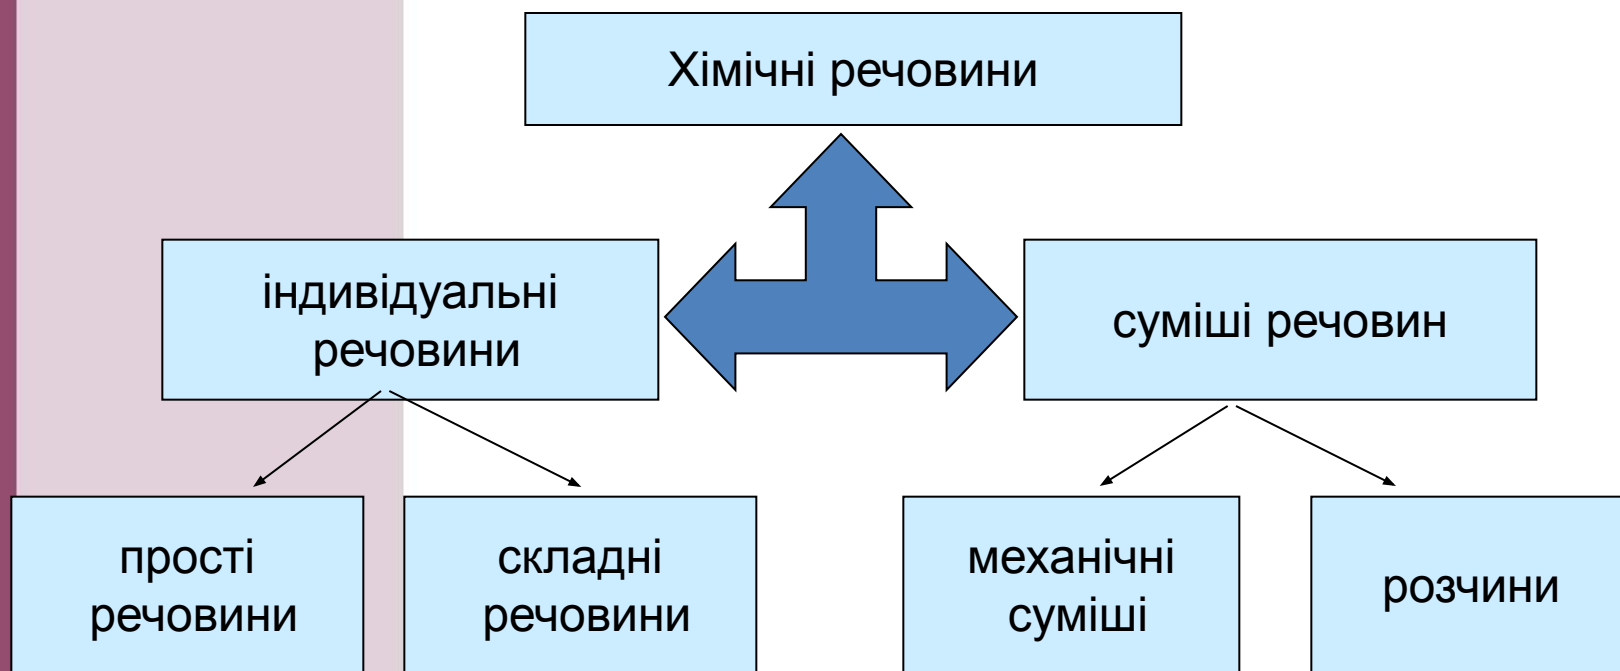 Хімічні речовини
індивідуальні
речовини
суміші речовин
прості
речовини
складні
речовини
механічні
суміші
розчини